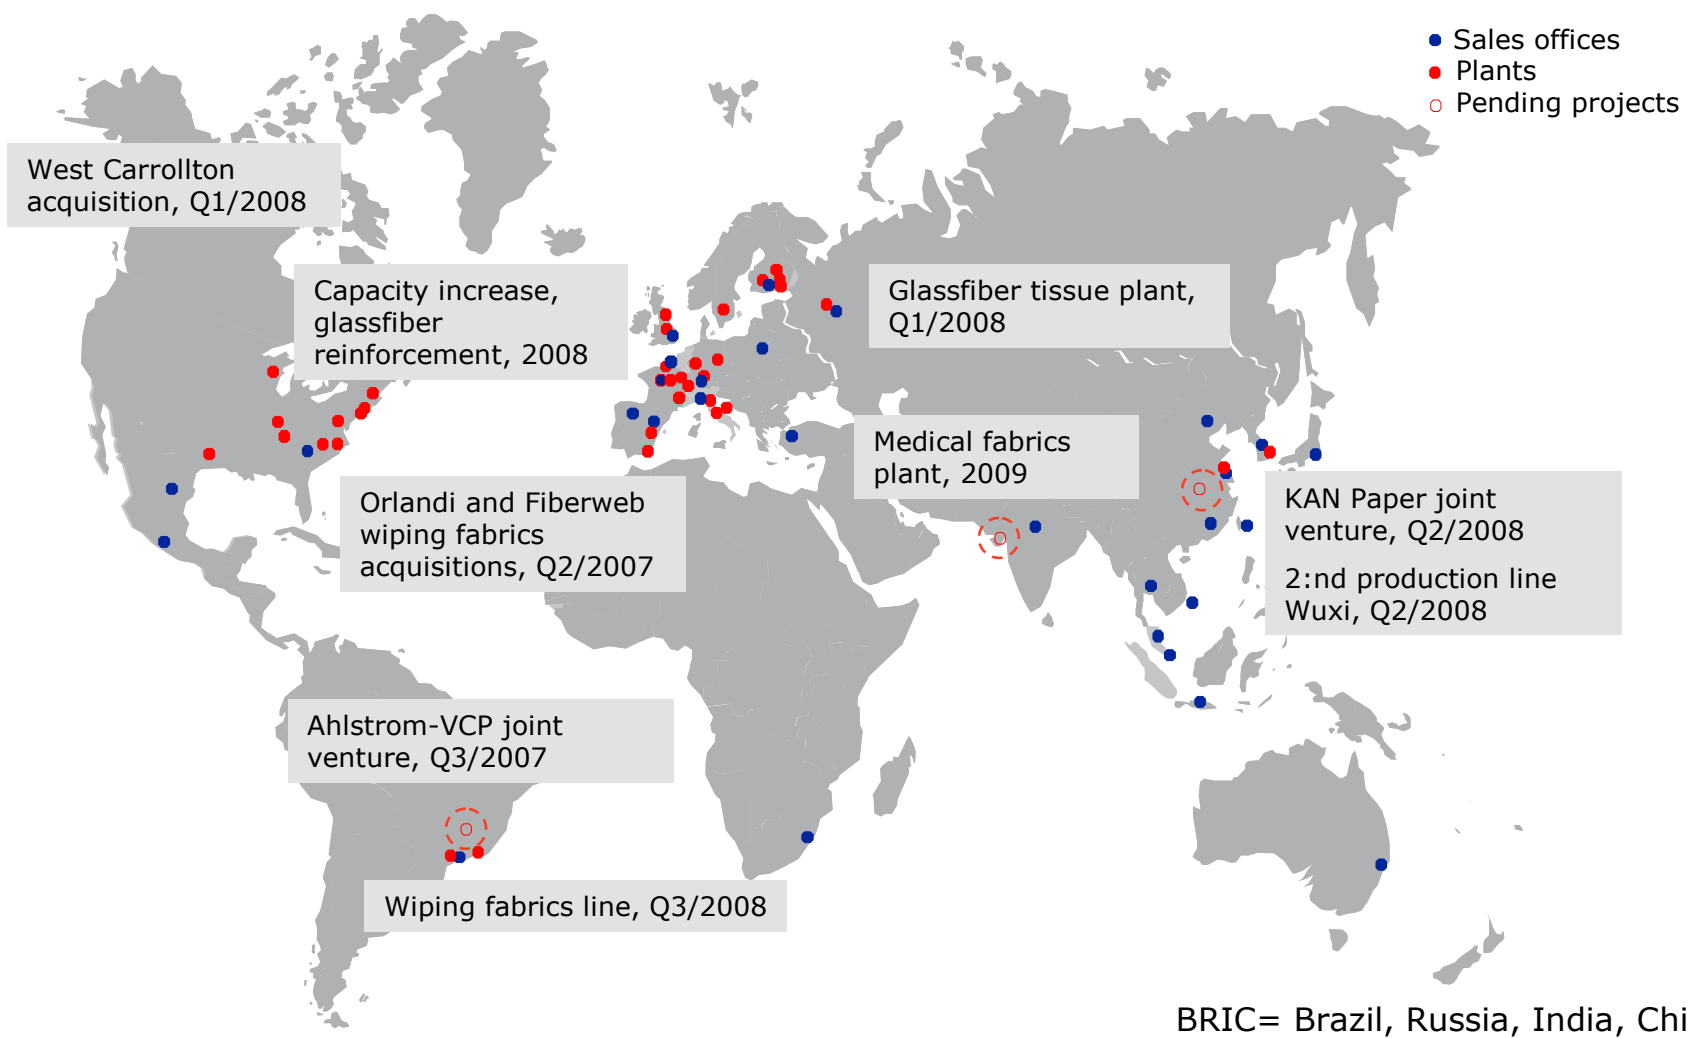 Sales offices
Plants
Pending projects
West Carrollton
acquisition, Q1/2008
Capacity increase,
glassfiber
reinforcement, 2008
Glassfiber tissue plant,
Q1/2008
Medical fabrics
plant, 2009
Orlandi and Fiberweb
wiping fabrics
acquisitions, Q2/2007
KAN Paper joint
venture, Q2/2008
2:nd production line
Wuxi, Q2/2008
Ahlstrom-VCP joint
venture, Q3/2007
Wiping fabrics line, Q3/2008
BRIC= Brazil, Russia, India, Chi